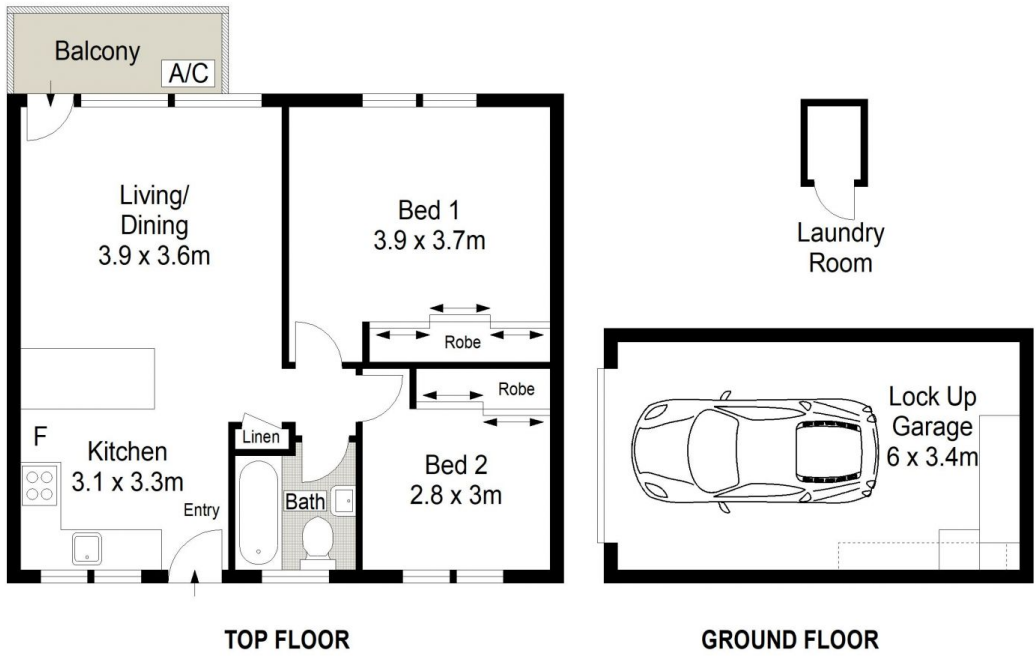 Balcony
A/C
Living/
Dining
3.9 x 3.6m
Bed 1
3.9 x 3.7m
Robe
Robe
F
Kitchen
3.1 x 3.3m
Entry
Linen
Bath
Bed 2
2.8 x 3m
TOP FLOOR
Laundry
Room
Lock Up
Garage
6 x 3.4m
GROUND FLOOR